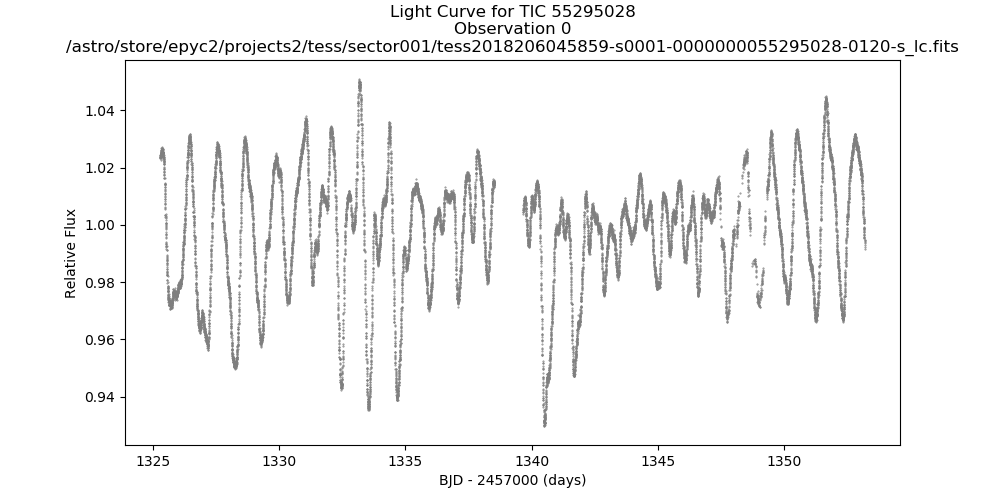 Light Curve for TIC 55295028
Observation 0
/astro/store/epyc2/projects2/tess/sector001/tess2018206045859-s0001-0000000055295028-0120-s_lc.fits
Relative Flux
1.04
1.02
1.00
0.98
0.96
0.94
1325 1330 1335 1340 1345 1350
BJD - 2457000 (days)